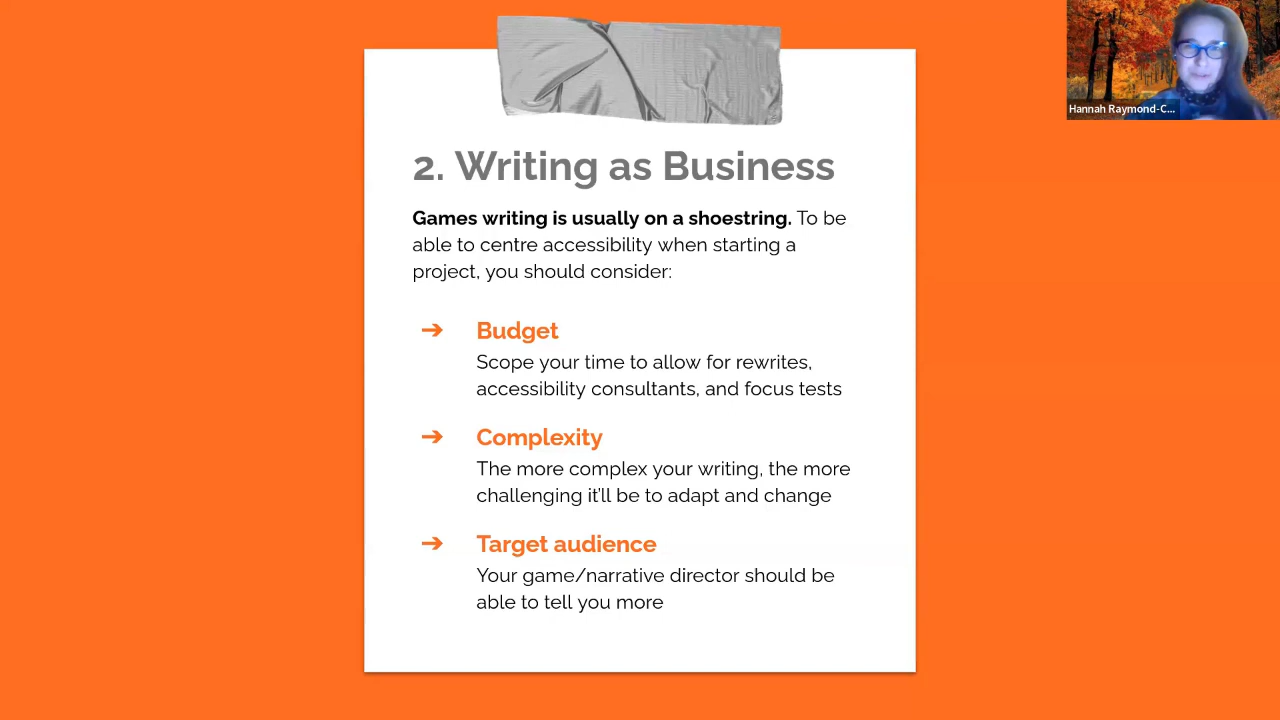 Hannah Raymond-C...
2. Writing as Business
Games writing is usually on a shoestring. To be
able to centre accessibility when starting a
project, you should consider:
➔ Budget
Scope your time to allow for rewrites,
accessibility consultants, and focus tests
➔ Complexity
The more complex your writing, the more
challenging it'll be to adapt and change
➔ Target audience
Your game/narrative director should be
able to tell you more